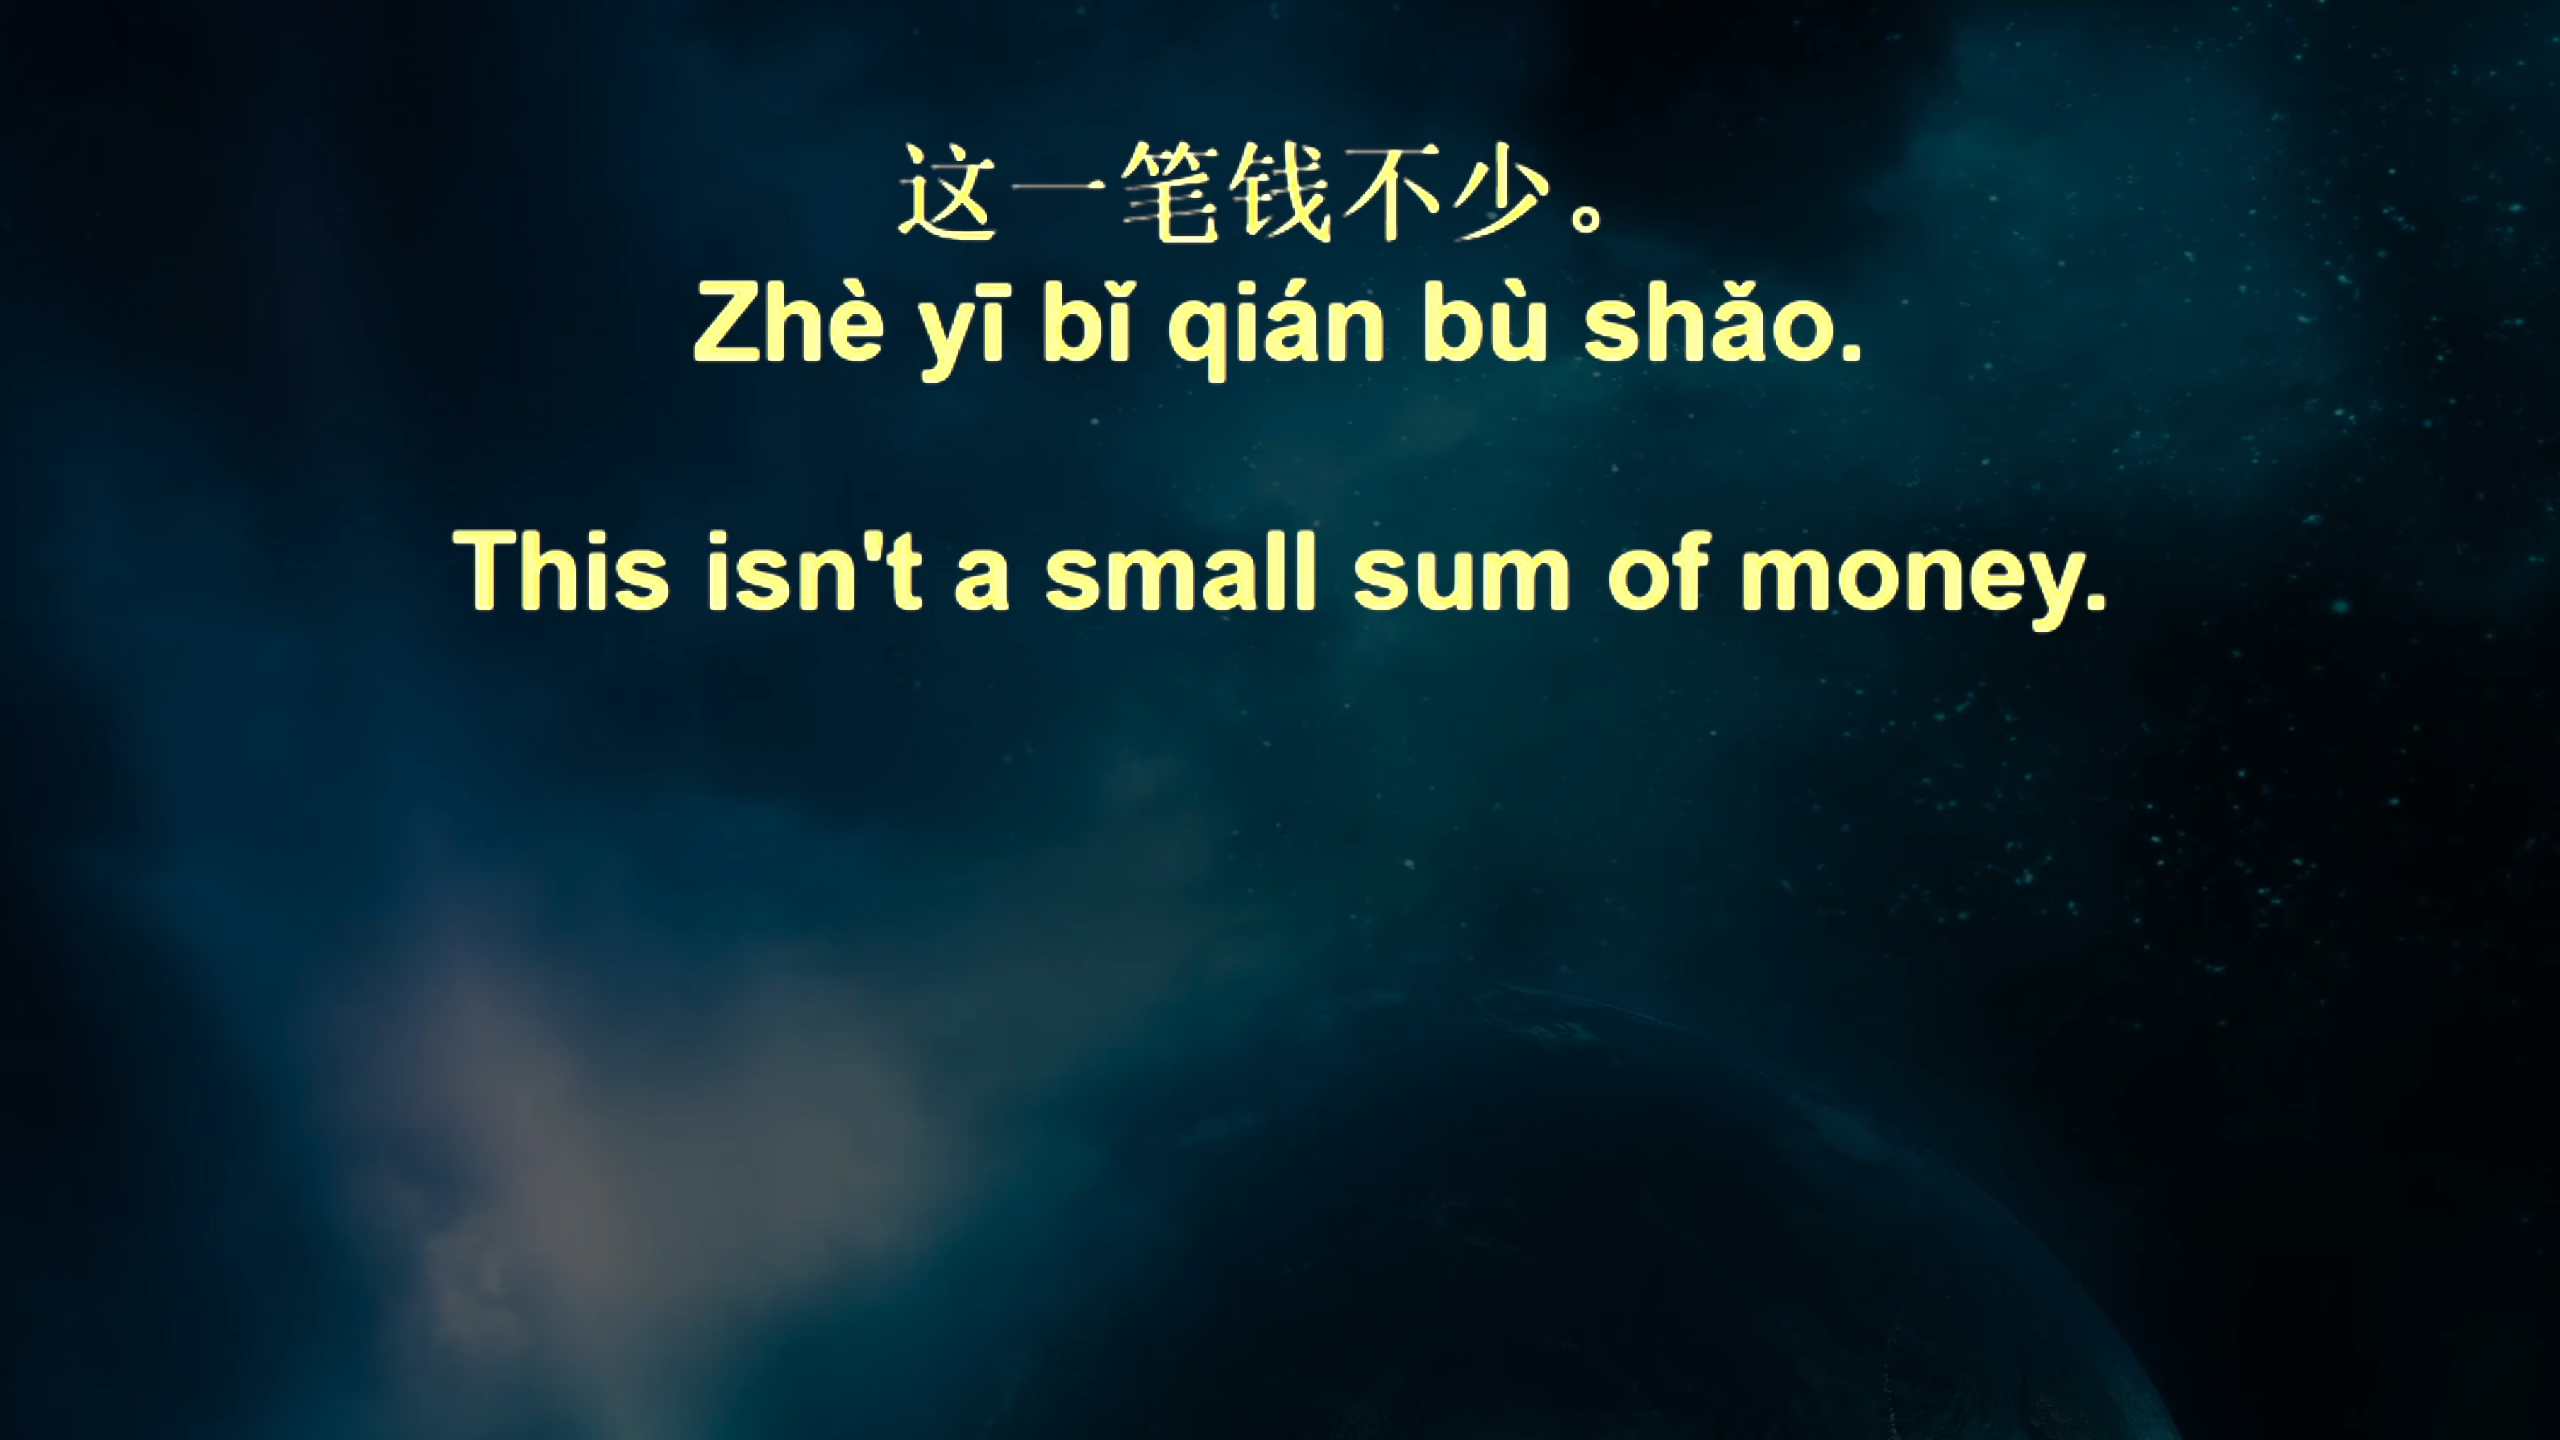 这一笔钱不少。
Zhè yī bǐ qián bù shǎo.
This isn't a small sum of money.